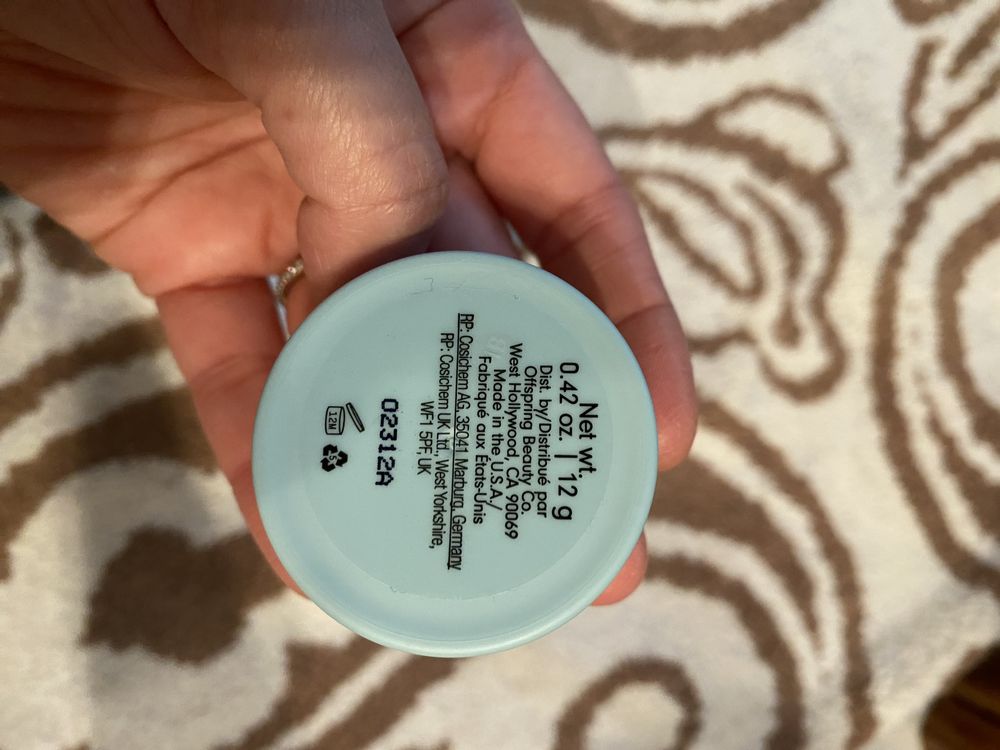 Net wt.
0.42 oz. | 12 g
Dist. by/Distribué par
Offspring Beauty Co.
West Hollywood, CA 90069
Made in the U.S.A./
Fabriqué aux États-Unis
RP: Cosichem AG, 35041 Marburg, Germany
RP: Cosichem UK Ltd., West Yorkshire,
WF1 5PF, UK
02312A
12M